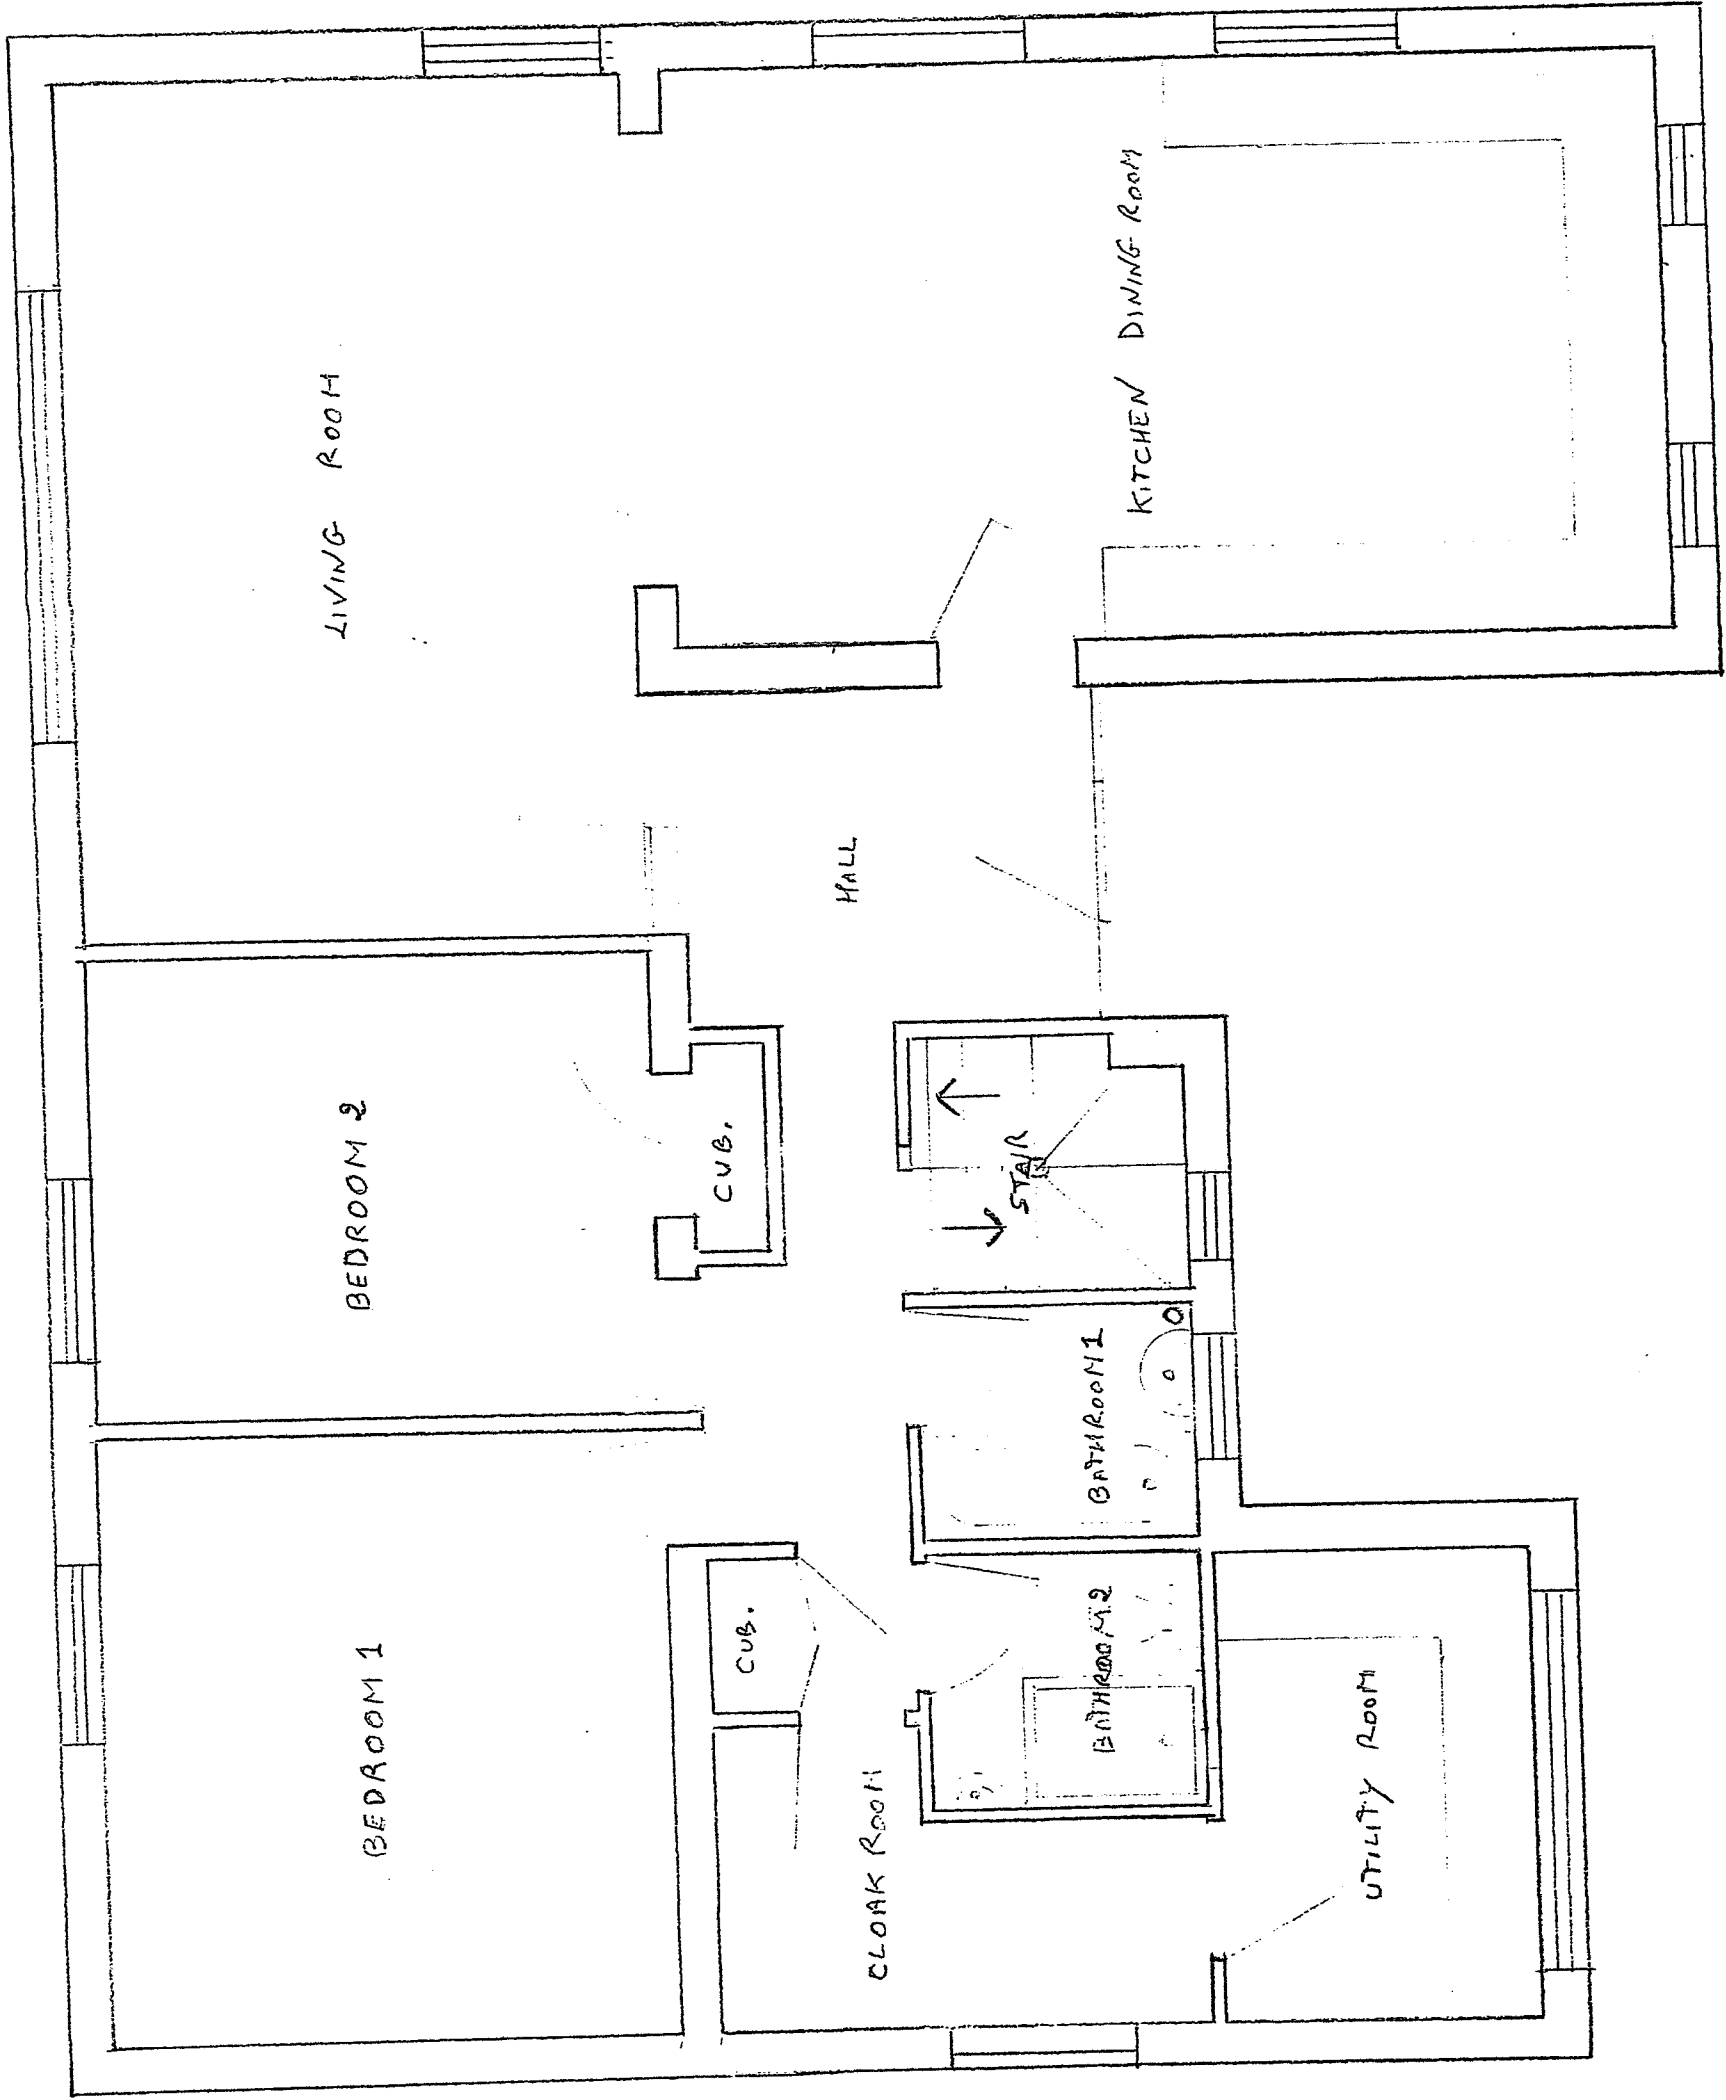 LIVING ROOM
KITCHEN DINING ROOM
HALL
BEDROOM 2
CUB.
STAIR
BATHROOM 1
BEDROOM 1
CUB.
BATHROOM 2
CLOAK ROOM
UTILITY ROOM